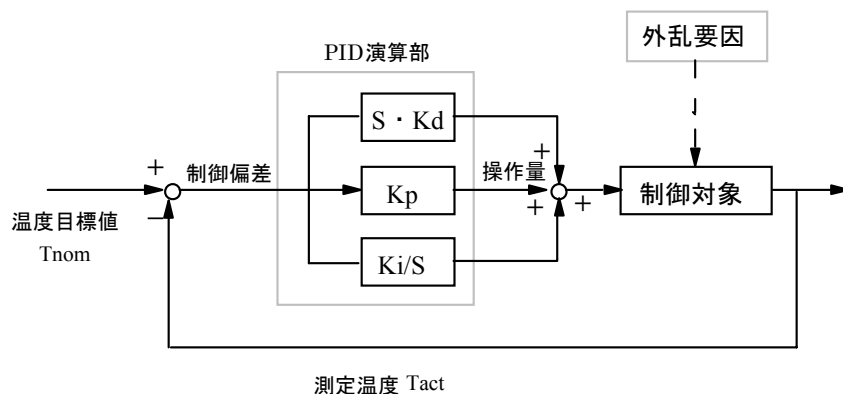 外乱要因
PID演算部
S・Kd
+
+
制御偏差
操作量
Kp
制御対象
−
+
+
温度目標値
Tnom
Ki/S
測定温度 Tact